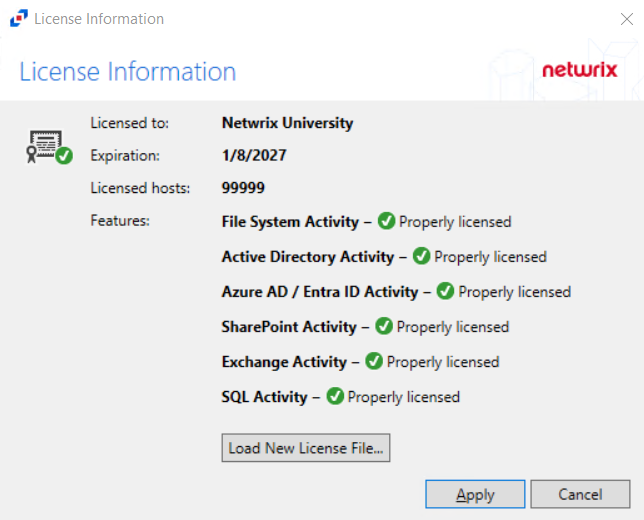 License Information
License Information
netwrix
Licensed to: Netwrix University
Expiration: 1/8/2027
Licensed hosts: 99999
Features: File System Activity – Properly licensed
Active Directory Activity – Properly licensed
Azure AD / Entra ID Activity – Properly licensed
SharePoint Activity – Properly licensed
Exchange Activity – Properly licensed
SQL Activity – Properly licensed
Load New License File...
Apply Cancel